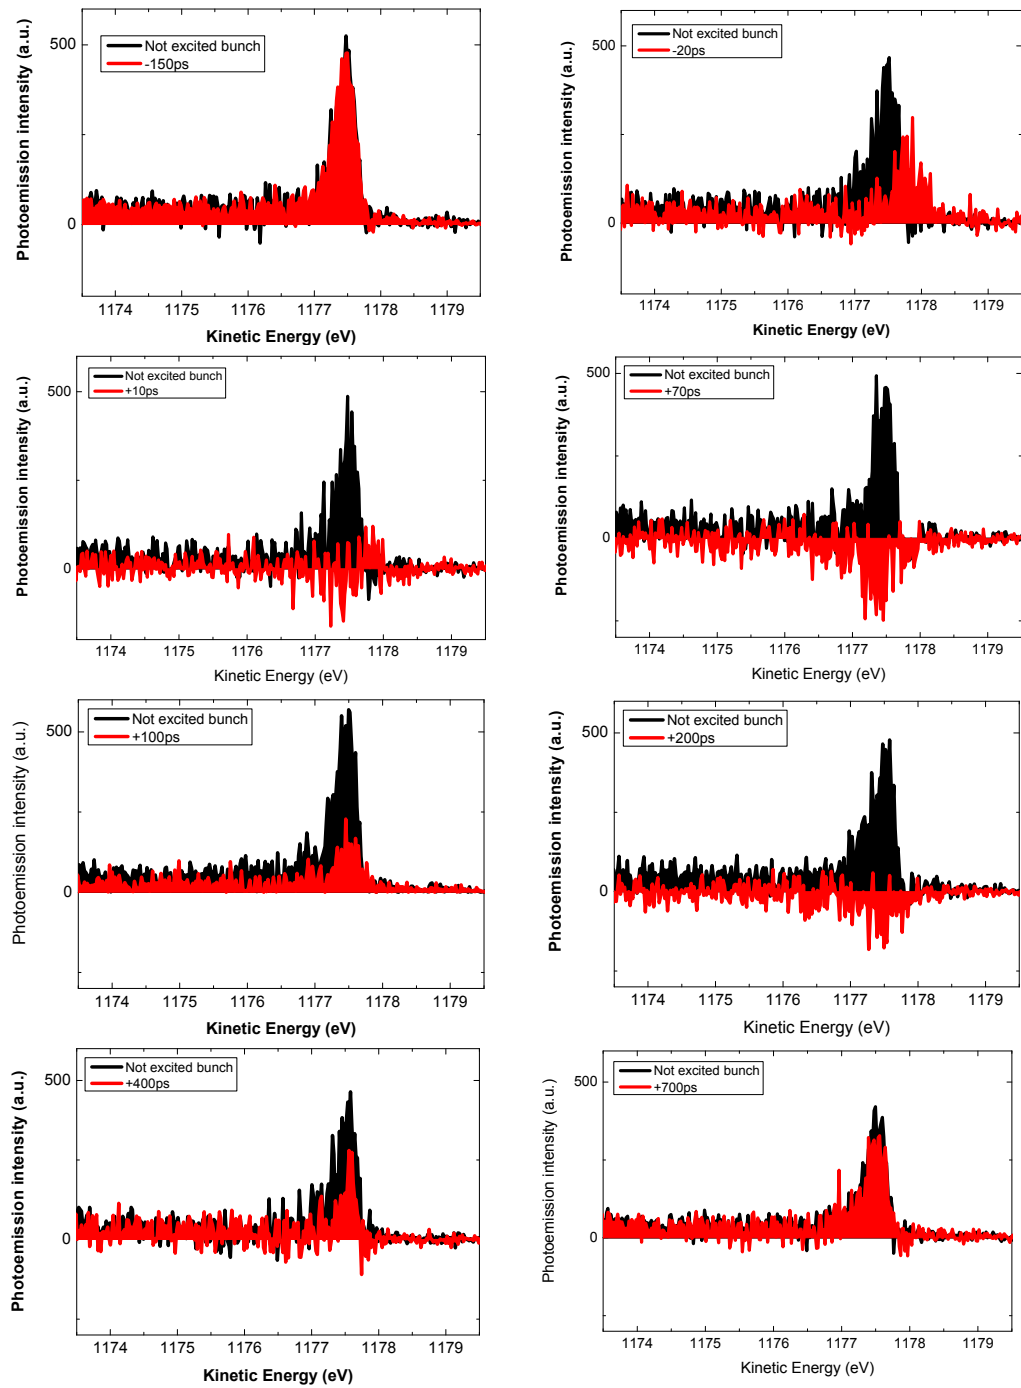 Photoemission intensity (a.u.)
500
0
Not excited bunch
-150ps
1174 1175 1176 1177 1178 1179
Kinetic Energy (eV)
Photoemission intensity (a.u.)
500
0
Not excited bunch
-20ps
1174 1175 1176 1177 1178 1179
Kinetic Energy (eV)
Photoemission intensity (a.u.)
500
0
Not excited bunch
+10ps
1174 1175 1176 1177 1178 1179
Kinetic Energy (eV)
Photoemission intensity (a.u.)
500
0
Not excited bunch
+70ps
1174 1175 1176 1177 1178 1179
Kinetic Energy (eV)
Photoemission intensity (a.u.)
500
0
Not excited bunch
+100ps
1174 1175 1176 1177 1178 1179
Kinetic Energy (eV)
Photoemission intensity (a.u.)
500
0
Not excited bunch
+200ps
1174 1175 1176 1177 1178 1179
Kinetic Energy (eV)
Photoemission intensity (a.u.)
500
0
Not excited bunch
+400ps
1174 1175 1176 1177 1178 1179
Kinetic Energy (eV)
Photoemission intensity (a.u.)
500
0
Not excited bunch
+700ps
1174 1175 1176 1177 1178 1179
Kinetic Energy (eV)